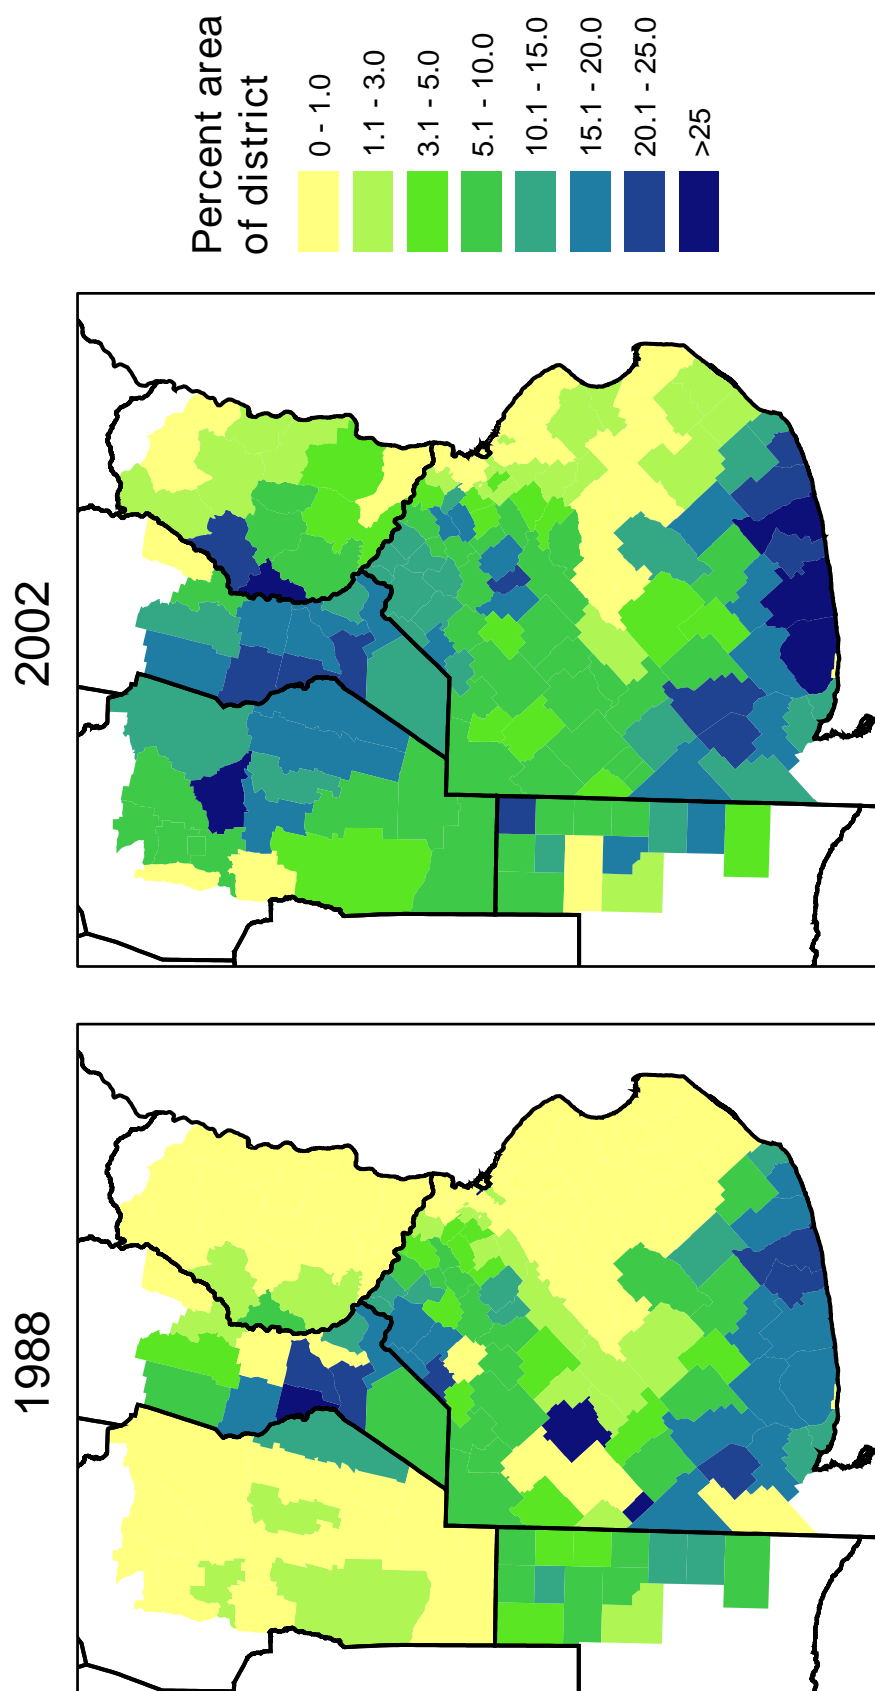 1988
2002
Percent area
of district
0 - 1.0
1.1 - 3.0
3.1 - 5.0
5.1 - 10.0
10.1 - 15.0
15.1 - 20.0
20.1 - 25.0
>25